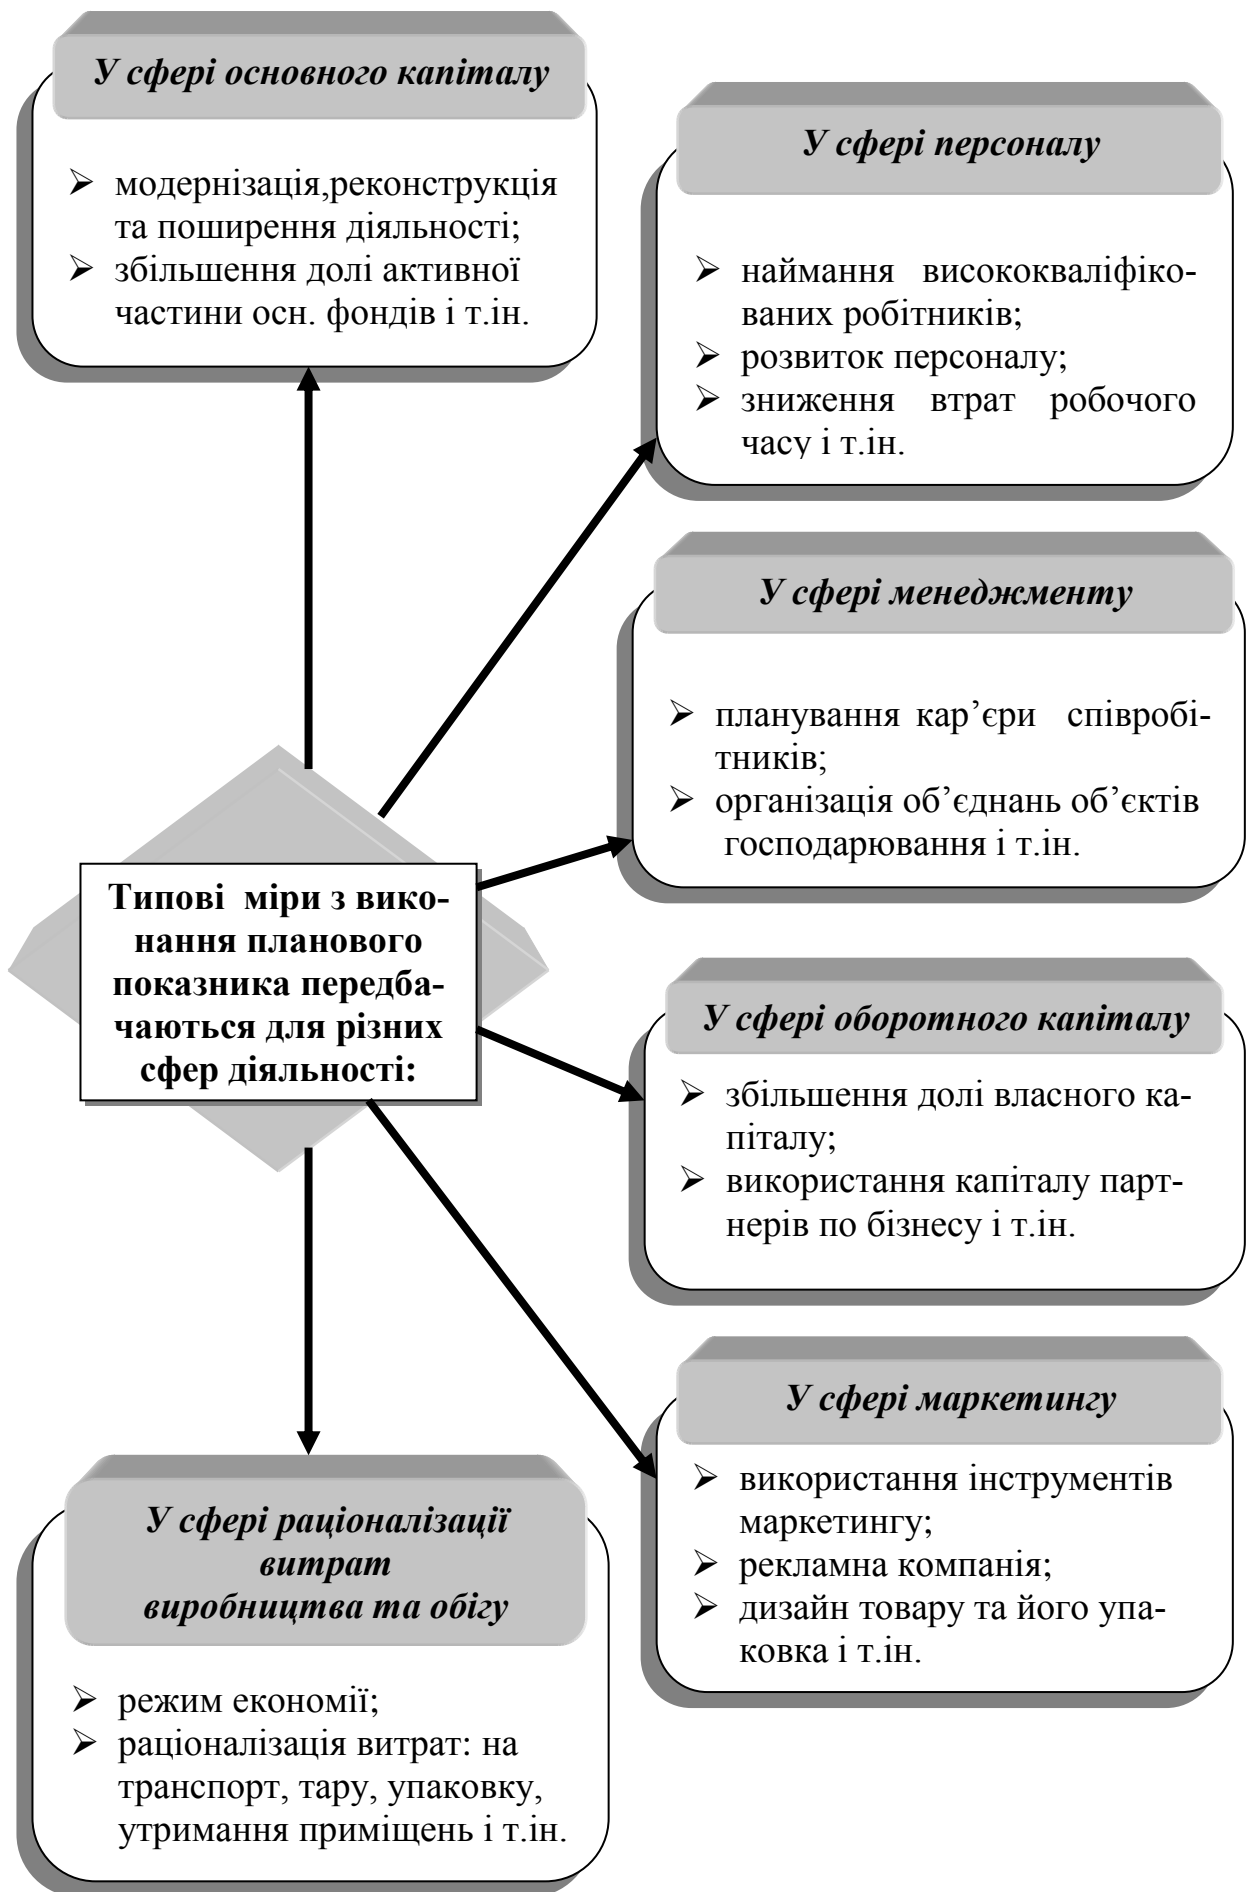 У сфері основного капіталу
модернізація,реконструкція
та поширення діяльності;
збільшення долі активної
частини осн. фондів і т.ін.
У сфері персоналу
наймання висококваліфіко-
ваних робітників;
розвиток персоналу;
зниження втрат робочого
часу і т.ін.
У сфері менеджменту
планування кар’єри співробі-
тників;
організація об’єднань об’єктів
господарювання і т.ін.
Типові міри з вико-
нання планового
показника передба-
чаються для різних
сфер діяльності:
У сфері оборотного капіталу
збільшення долі власного ка-
піталу;
використання капіталу парт-
нерів по бізнесу і т.ін.
У сфері маркетингу
використання інструментів
маркетингу;
рекламна компанія;
дизайн товару та його упа-
ковка і т.ін.
У сфері раціоналізації
витрат
виробництва та обігу
режим економії;
раціоналізація витрат: на
транспорт, тару, упаковку,
утримання приміщень і т.ін.